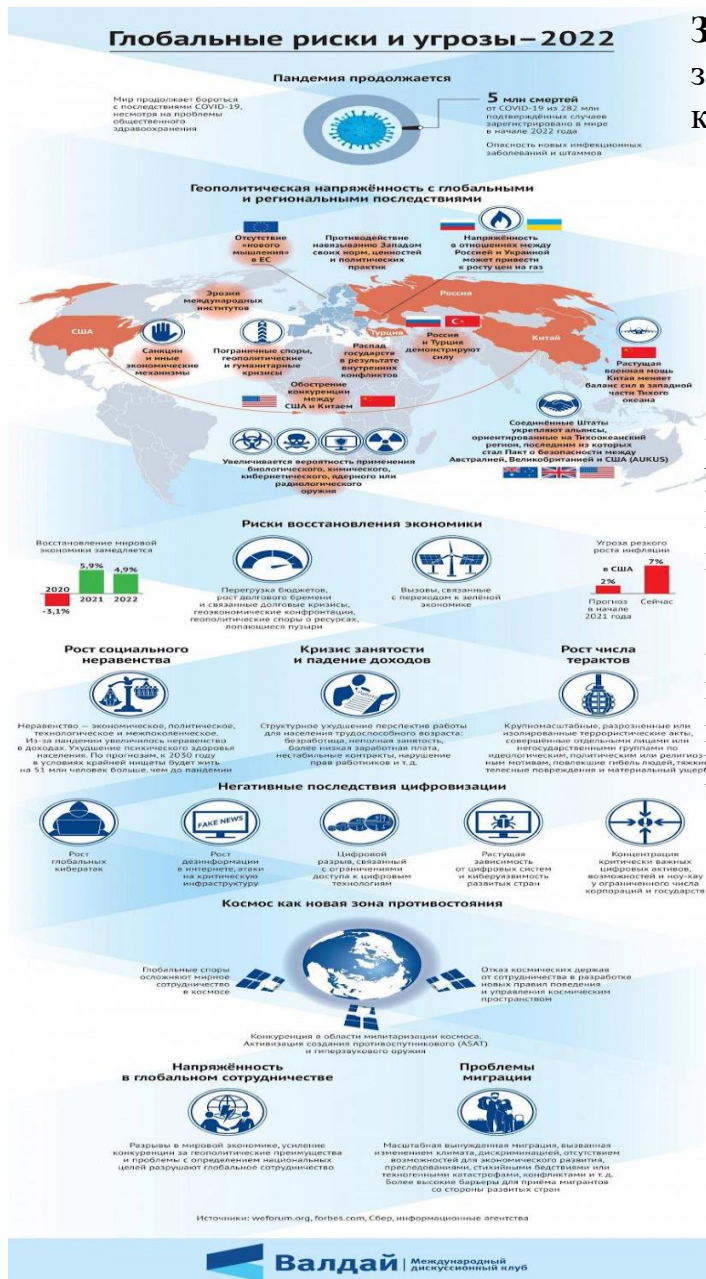 Глобальные риски и угрозы–2022
З
з
к
Пандемия продолжается
Мир продолжает бороться
с последствиями COVID-19,
несмотря на проблемы
общественного
здравоохранения
5 млн смертей
от COVID-19 из 282 млн
подтверждённых случаев
зарегистрировано в мире
в начале 2022 года
Опасность новых инфекционных
заболеваний и штаммов
Геополитическая напряжённость с глобальными
и региональными последствиями
Отсутствие
«нового
мышления»
в ЕС
Противодействие
навязыванию Западом
своих норм, ценностей
и политических
практик
Напряжённость
в отношениях между
Россией и Украиной
может привести
к росту цен на газ
Эрозия
международных
институтов
Россия
США
Турция
Китай
Санкции
и иные
экономические
механизмы
Пограничные споры,
геополитические
и гуманитарные
кризисы
Распад
государств
в результате
внутренних
конфликтов
Россия
и Турция
демонстрируют
силу
Растущая
военная мощь
Китая меняет
баланс сил в западной
части Тихого
океана
Обострение
конкуренции
между
США и Китаем
Соединённые Штаты
укрепляют альянсы,
ориентированные на Тихоокеанский
регион, последним из которых
стал Пакт о безопасности между
Австралией, Великобританией и США (AUKUS)
Увеличивается вероятность применения
биологического, химического,
кибернетического, ядерного или
радиологического
оружия
Риски восстановления экономики
Восстановление мировой
экономики замедляется
2020
-3,1%
5,9%
2021
4,9%
2022
Перегрузка бюджетов,
рост долгового бремени
и связанные долговые кризисы,
геоэкономические конфронтации,
геополитические споры о ресурсах,
лопающиеся пузыри
Вызовы, связанные
с переходом к зелёной
экономике
Угроза резкого
роста инфляции
в США
2%
7%
Прогноз
в начале
2021 года
Сейчас
Рост социального
неравенства
Неравенство — экономическое, политическое,
технологическое и межпоколенческое.
Из-за пандемии увеличилось неравенство
в доходах. Ухудшение психического здоровья
населения. По прогнозам, к 2030 году
в условиях крайней нищеты будет жить
на 51 млн человек больше, чем до пандемии
Кризис занятости
и падение доходов
Структурное ухудшение перспектив работы
для населения трудоспособного возраста:
безработица, неполная занятость,
более низкая заработная плата,
нестабильные контракты, нарушение
прав работников и т.д.
Рост числа
терактов
Крупномасштабные, разрозненные или
изолированные террористические акты,
совершённые отдельными лицами или
негосударственными группами по
идеологическим, политическим или религиоз-
ным мотивам, повлекшие гибель людей, тяжкие
телесные повреждения и материальный ущерб
Негативные последствия цифровизации
FAKE NEWS
Рост
глобальных
кибератак
Рост
дезинформации
в интернете, атаки
на критическую
инфраструктуру
Цифровой
разрыв, связанный
с ограничениями
доступа к цифровым
технологиям
Растущая
зависимость
от цифровых систем
и киберуязвимость
развитых стран
Концентрация
критически важных
цифровых активов,
возможностей и ноу-хау
у ограниченного числа
корпораций и государств
Космос как новая зона противостояния
Глобальные споры
осложняют мирное
сотрудничество
в космосе
Отказ космических держав
от сотрудничества в разработке
новых правил поведения
и управления космическим
пространством
Конкуренция в области милитаризации космоса.
Активизация создания противоспутникового (ASAT)
и гиперзвукового оружия
Напряжённость
в глобальном сотрудничестве
Разрывы в мировой экономике, усиление
конкуренции за геополитические преимущества
и проблемы с определением национальных
целей разрушают глобальное сотрудничество
Проблемы
миграции
Масштабная вынужденная миграция, вызванная
изменением климата, дискриминацией, отсутствием
возможностей для экономического развития,
преследованиями, стихийными бедствиями или
техногенными катастрофами, конфликтами и т.д.
Более высокие барьеры для приёма мигрантов
со стороны развитых стран
Источники: weforum.org, forbes.com, Сбер, информационные агентства
Валдай
Международный
дискуссионный клуб